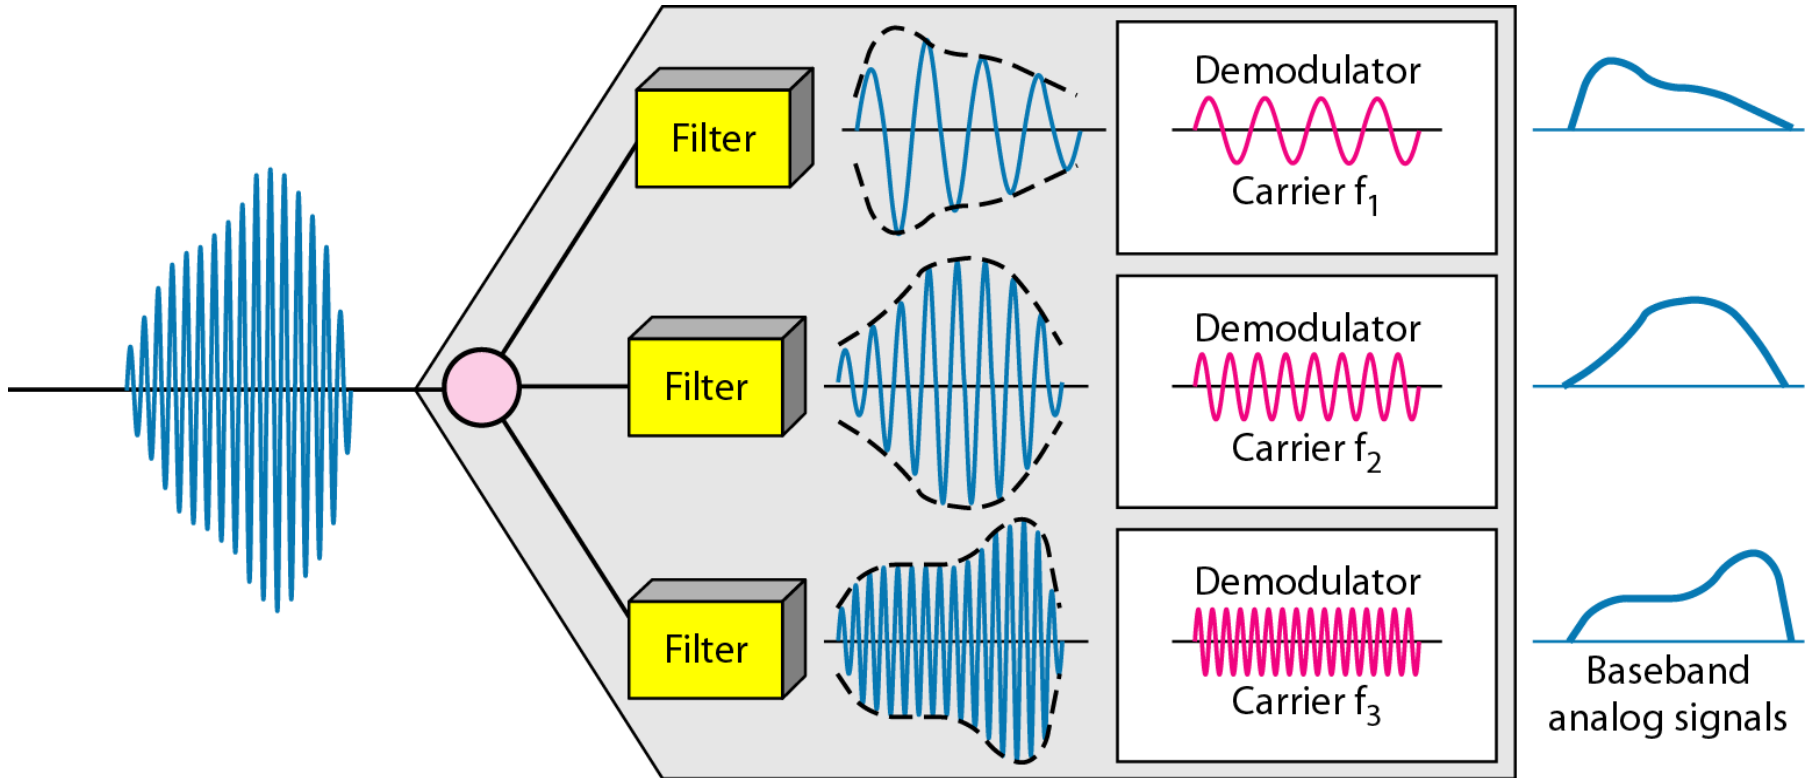 Filter
Demodulator
Carrier f1
Filter
Demodulator
Carrier f2
Filter
Demodulator
Carrier f3
Baseband
analog signals